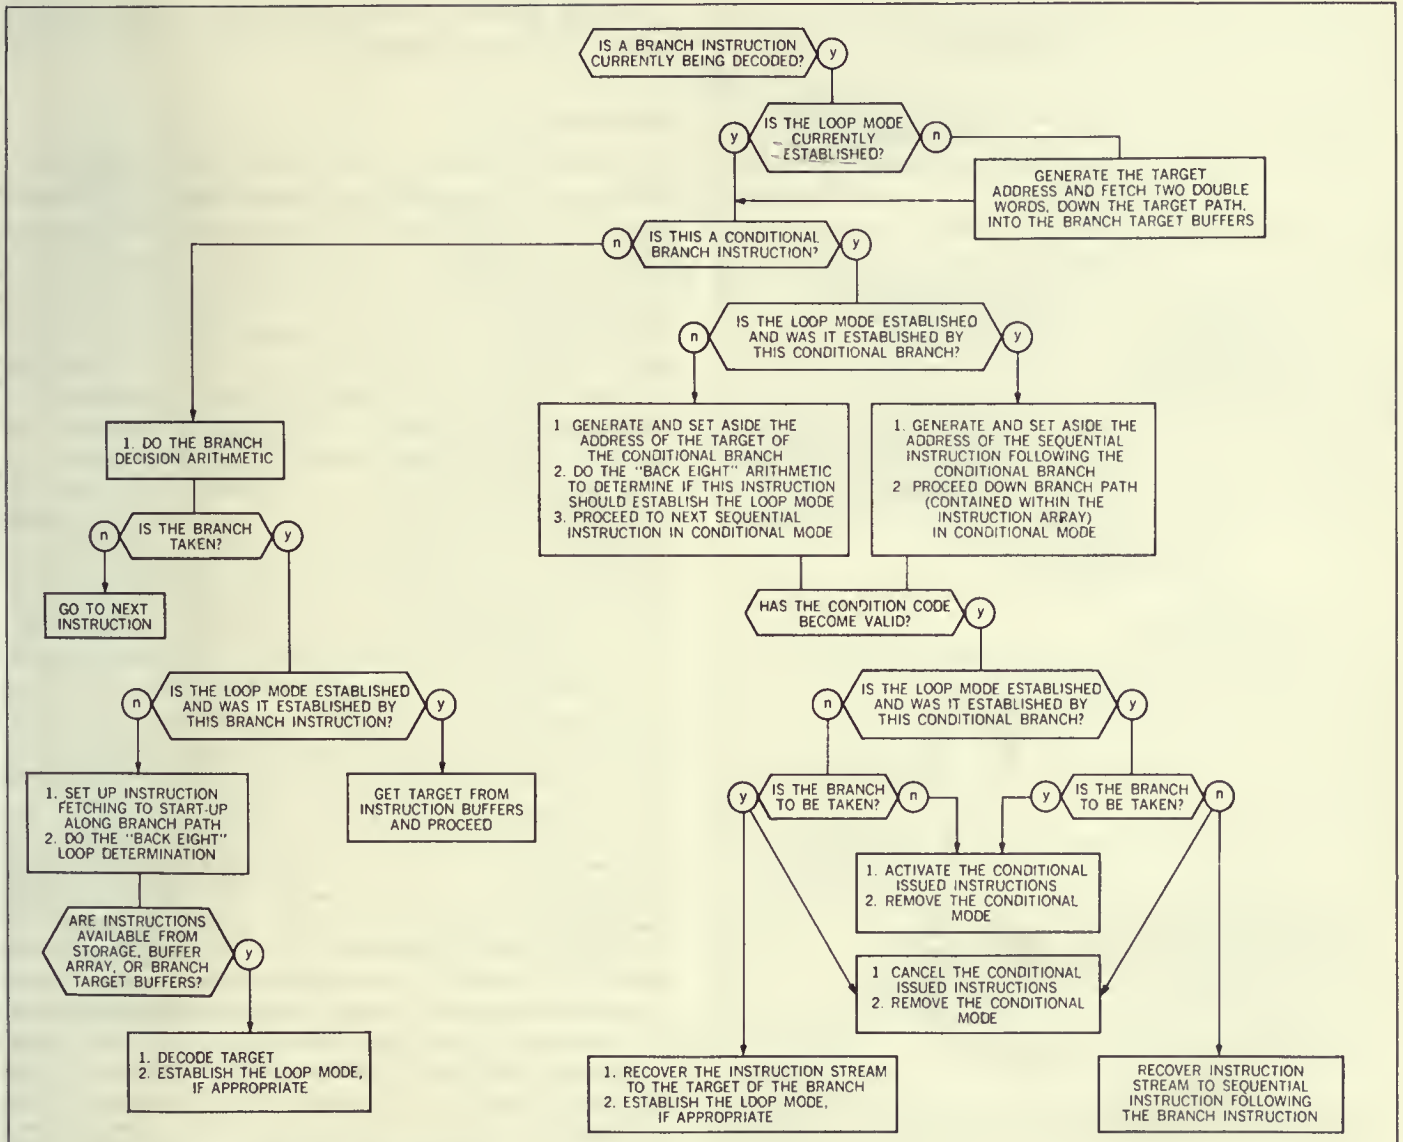 IS A BRANCH INSTRUCTION
CURRENTLY BEING DECODED?
y
IS THE LOOP MODE
CURRENTLY
ESTABLISHED?
y
n
GENERATE THE TARGET
ADDRESS AND FETCH TWO DOUBLE
WORDS, DOWN THE TARGET PATH,
INTO THE BRANCH TARGET BUFFERS
IS THIS A CONDITIONAL
BRANCH INSTRUCTION?
n
y
IS THE LOOP MODE ESTABLISHED
AND WAS IT ESTABLISHED BY
THIS CONDITIONAL BRANCH?
n
y
1. DO THE BRANCH
DECISION ARITHMETIC
1 GENERATE AND SET ASIDE THE
ADDRESS OF THE TARGET OF
THE CONDITIONAL BRANCH
2. DO THE "BACK EIGHT" ARITHMETIC
TO DETERMINE IF THIS INSTRUCTION
SHOULD ESTABLISH THE LOOP MODE
3. PROCEED TO NEXT SEQUENTIAL
INSTRUCTION IN CONDITIONAL MODE
1. GENERATE AND SET ASIDE THE
ADDRESS OF THE SEQUENTIAL
INSTRUCTION FOLLOWING THE
CONDITIONAL BRANCH
2 PROCEED DOWN BRANCH PATH
(CONTAINED WITHIN THE
INSTRUCTION ARRAY)
IN CONDITIONAL MODE
IS THE BRANCH
TAKEN?
n
y
GO TO NEXT
INSTRUCTION
HAS THE CONDITION CODE
BECOME VALID?
y
IS THE LOOP MODE ESTABLISHED
AND WAS IT ESTABLISHED BY
THIS BRANCH INSTRUCTION?
n
y
IS THE LOOP MODE ESTABLISHED
AND WAS IT ESTABLISHED BY
THIS CONDITIONAL BRANCH?
n
y
1. SET UP INSTRUCTION
FETCHING TO START-UP
ALONG BRANCH PATH
2. DO THE "BACK EIGHT"
LOOP DETERMINATION
GET TARGET FROM
INSTRUCTION BUFFERS
AND PROCEED
IS THE BRANCH
TO BE TAKEN?
y
n
IS THE BRANCH
TO BE TAKEN?
y
n
1. ACTIVATE THE CONDITIONAL
ISSUED INSTRUCTIONS
2. REMOVE THE CONDITIONAL
MODE
ARE INSTRUCTIONS
AVAILABLE FROM
STORAGE, BUFFER
ARRAY, OR BRANCH
TARGET BUFFERS?
y
1 CANCEL THE CONDITIONAL
ISSUED INSTRUCTIONS
2. REMOVE THE CONDITIONAL
MODE
1. DECODE TARGET
2. ESTABLISH THE LOOP MODE,
IF APPROPRIATE
1. RECOVER THE INSTRUCTION STREAM
TO THE TARGET OF THE BRANCH
2. ESTABLISH THE LOOP MODE,
IF APPROPRIATE
RECOVER INSTRUCTION
STREAM TO SEQUENTIAL
INSTRUCTION FOLLOWING
THE BRANCH INSTRUCTION